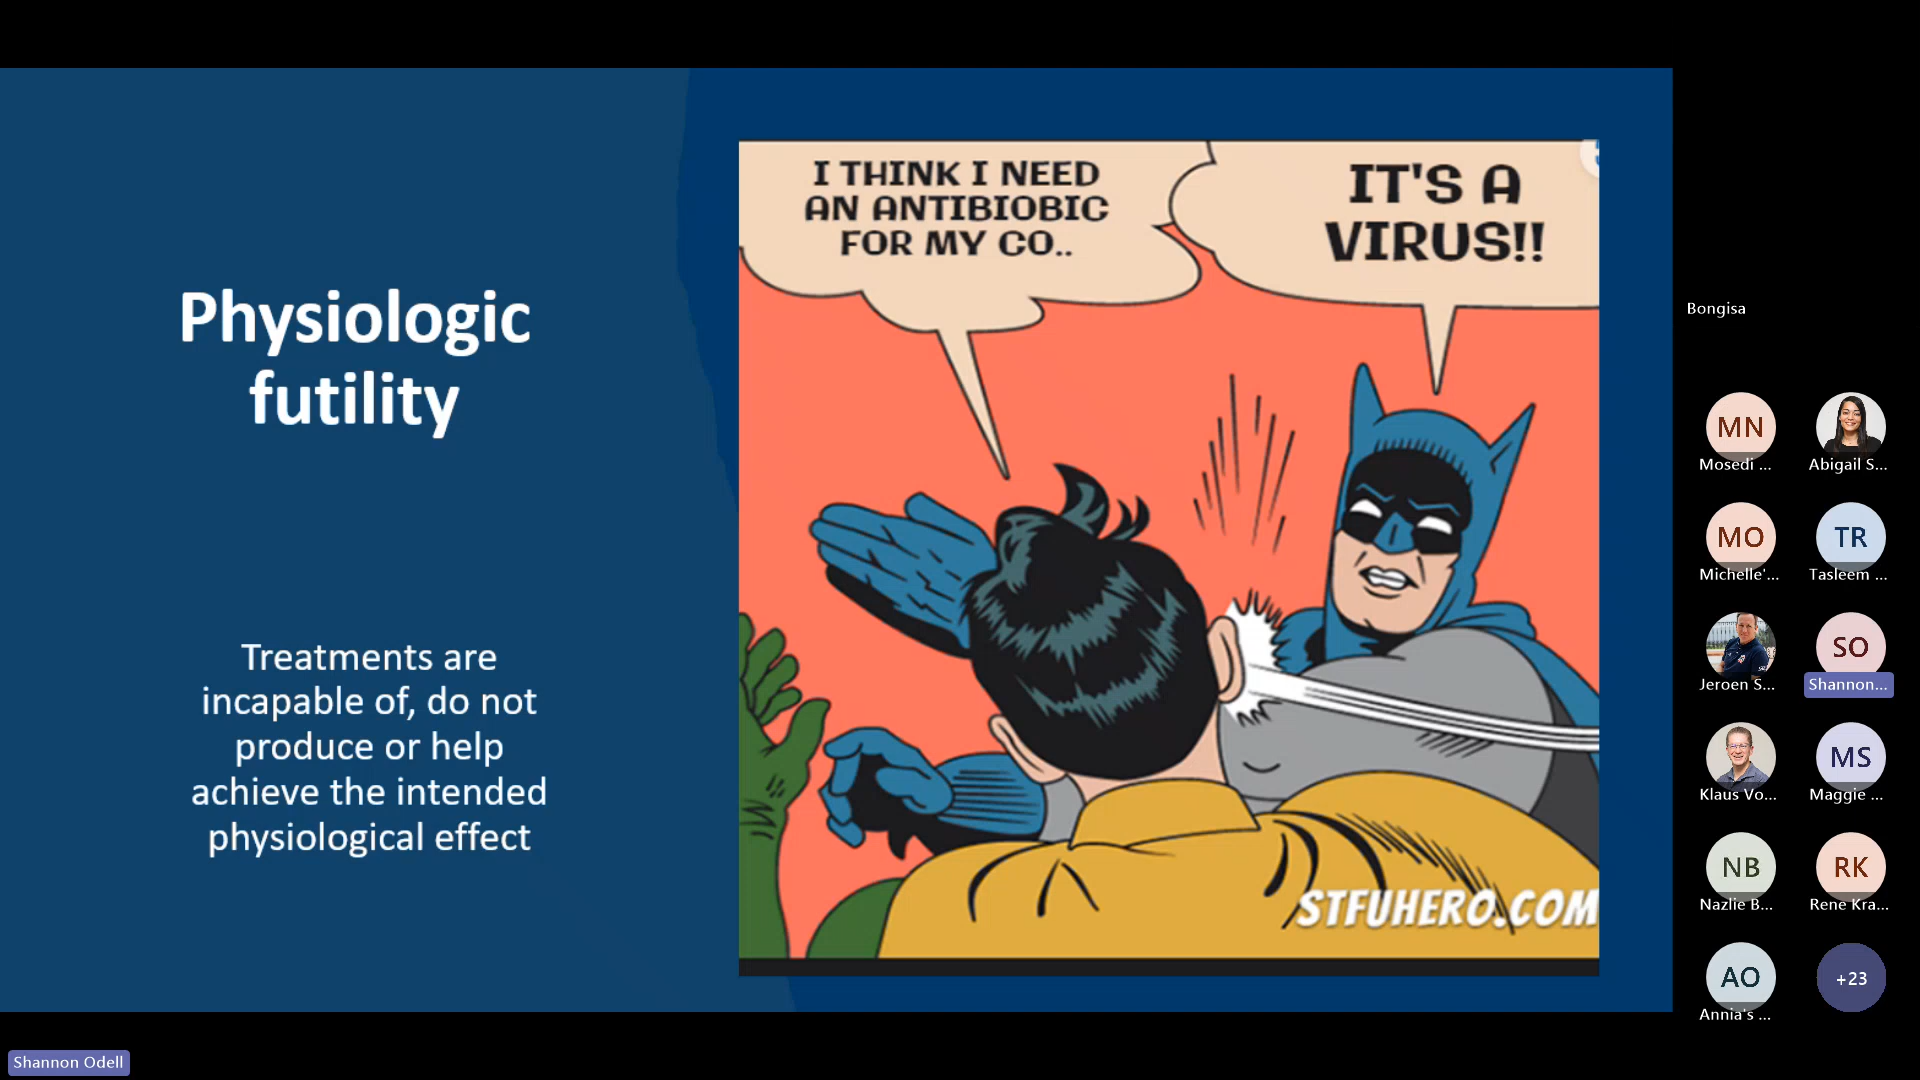 Physiologic
futility
Treatments are
incapable of, do not
produce or help
achieve the intended
physiological effect
I THINK I NEED
AN ANTIBIOBIC
FOR MY CO..
IT'S A
VIRUS!!
STFUHERO.COM
Bongisa
MN
Mosedi ...
Abigail S...
MO
Michelle'...
TR
Tasleem ...
Jeroen S...
SO
Shannon...
Klaus Vo...
MS
Maggie ...
NB
Nazlie B...
RK
Rene Kra...
AO
Annia's ...
+23
Shannon Odell